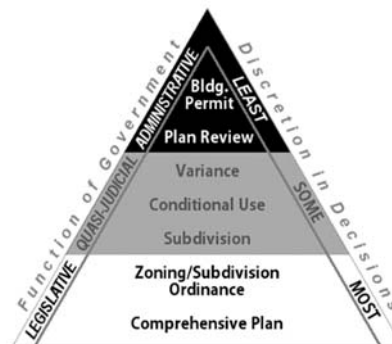 Function of Government
Discretion in Decisions
ADMINISTRATIVE
LEAST
Bldg.
Permit
Plan Review
QUASI-JUDICIAL
SOME
Variance
Conditional Use
Subdivision
LEGISLATIVE
MOST
Zoning/Subdivision
Ordinance
Comprehensive Plan